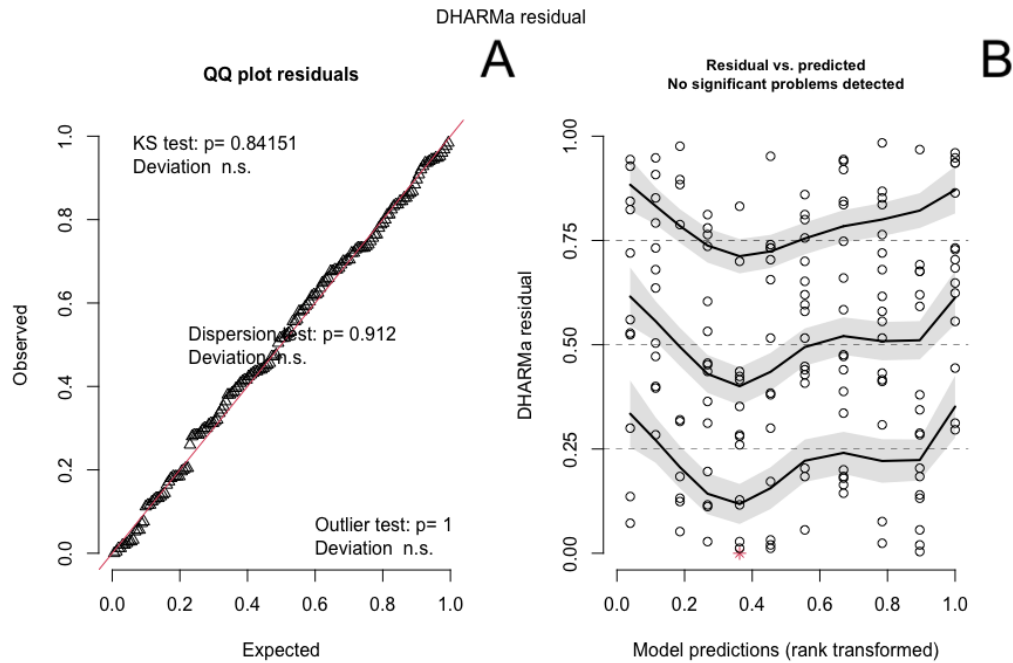 DHARMa residual
A
QQ plot residuals
KS test: p= 0.84151
Deviation n.s.
Dispersion test: p= 0.912
Deviation n.s.
Outlier test: p= 1
Deviation n.s.
Observed
0.0 0.2 0.4 0.6 0.8 1.0
0.0 0.2 0.4 0.6 0.8 1.0
Expected
B
Residual vs. predicted
No significant problems detected
DHARMa residual
0.00 0.25 0.50 0.75 1.00
0.0 0.2 0.4 0.6 0.8 1.0
Model predictions (rank transformed)